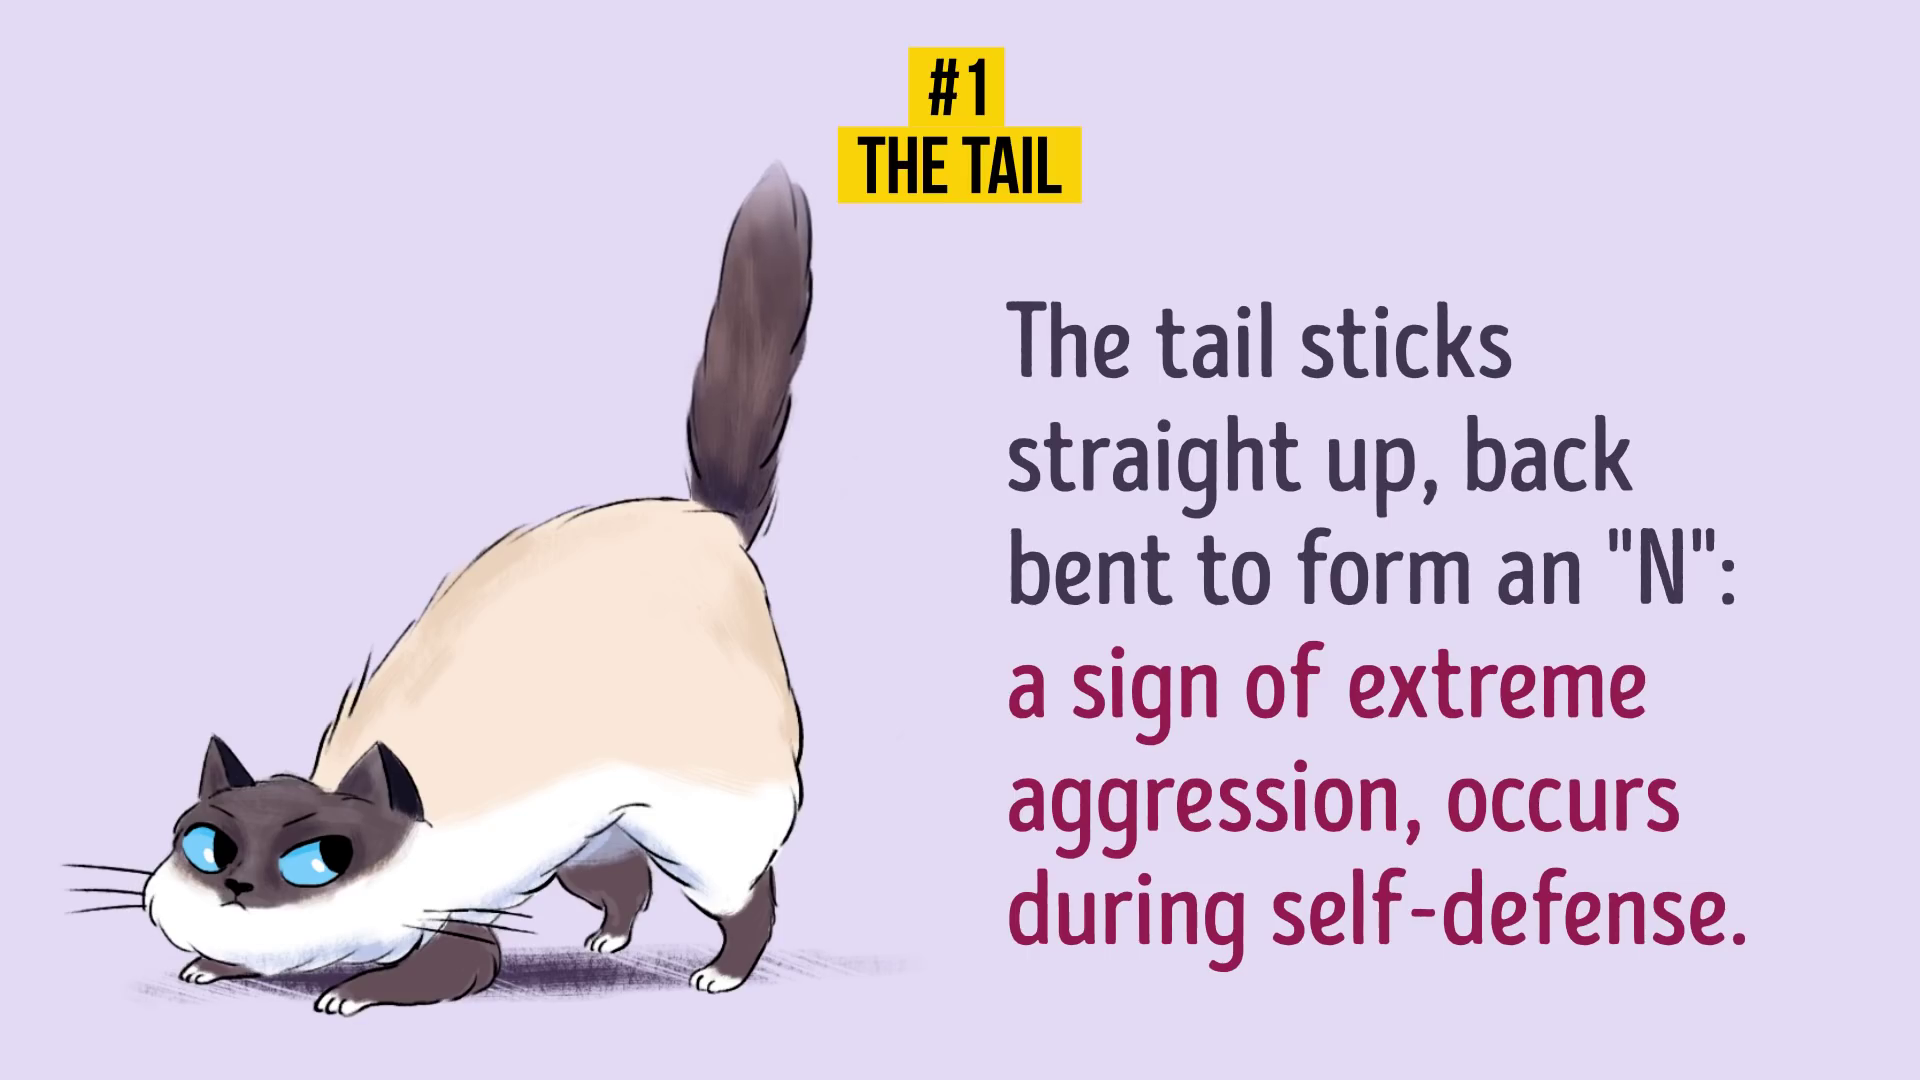 #1
THE TAIL
The tail sticks
straight up, back
bent to form an "N":
a sign of extreme
aggression, occurs
during self-defense.